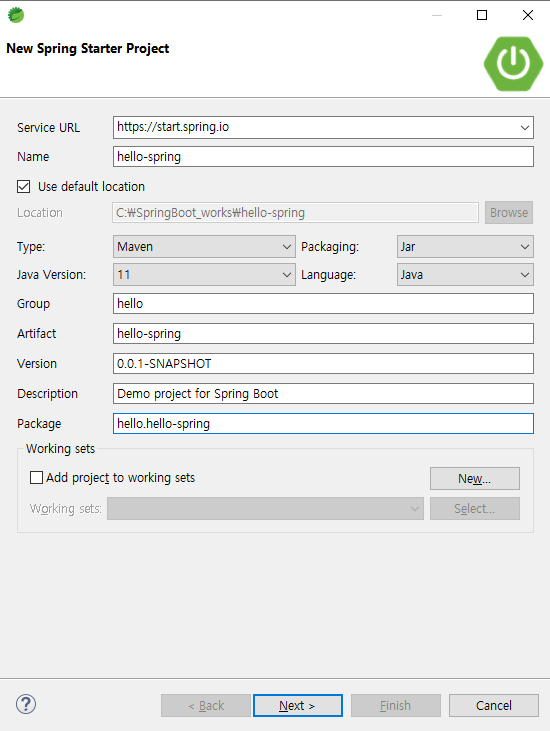 New Spring Starter Project
Service URL https://start.spring.io
Name hello-spring
Use default location
Location C:₩SpringBoot_works₩hello-spring Browse
Type: Maven Packaging: Jar
Java Version: 11 Language: Java
Group hello
Artifact hello-spring
Version 0.0.1-SNAPSHOT
Description Demo project for Spring Boot
Package hello.hello-spring
Working sets
Add project to working sets New...
Working sets: Select...
? < Back Next > Finish Cancel